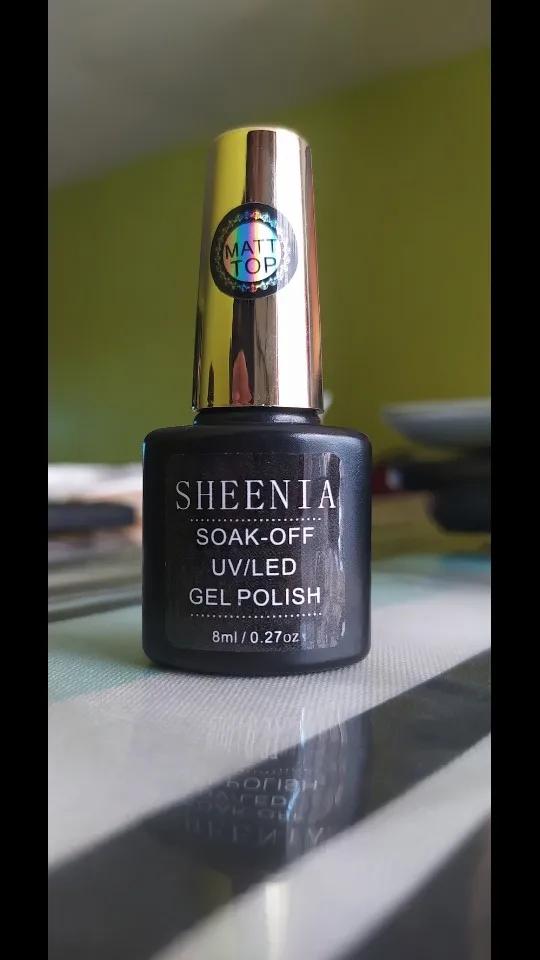 MATT
TOP
SHEENIA
SOAK-OFF
UV/LED
GEL POLISH
8ml / 0.27oz